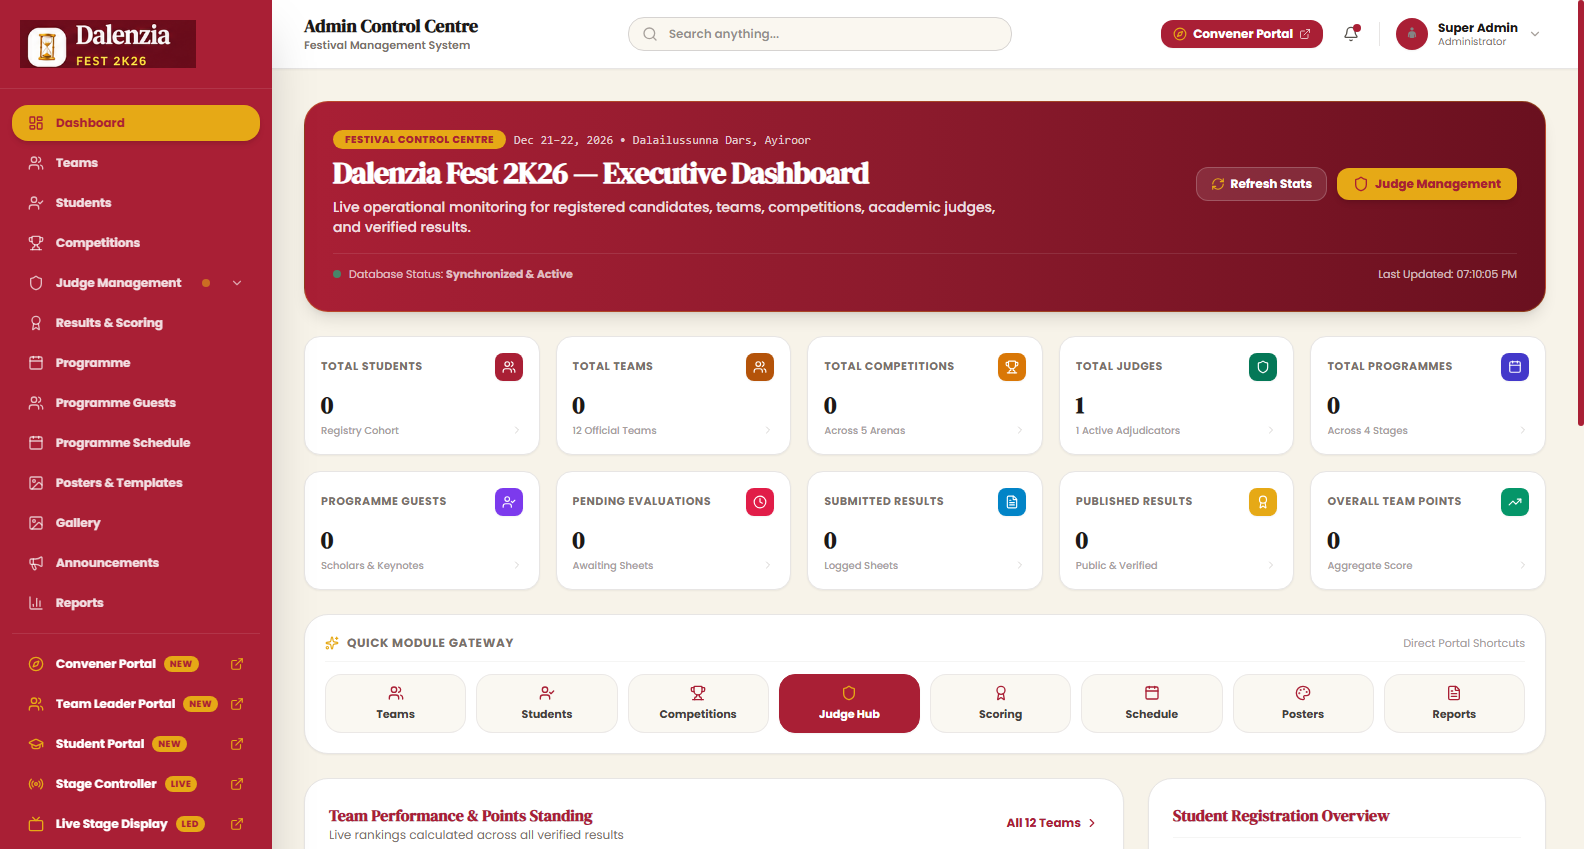 Dalenzia
FEST 2K26
Dashboard
Teams
Students
Competitions
Judge Management
Results & Scoring
Programme
Programme Guests
Programme Schedule
Posters & Templates
Gallery
Announcements
Reports
Convener Portal NEW
Team Leader Portal NEW
Student Portal NEW
Stage Controller LIVE
Live Stage Display LED
Admin Control Centre
Festival Management System
Search anything...
Convener Portal
Super Admin
Administrator
FESTIVAL CONTROL CENTRE Dec 21–22, 2026 • Dalailussunna Dars, Ayiroor
Dalenzia Fest 2K26 — Executive Dashboard
Live operational monitoring for registered candidates, teams, competitions, academic judges,
and verified results.
Refresh Stats
Judge Management
Database Status: Synchronized & Active
Last Updated: 07:10:05 PM
TOTAL STUDENTS
0
Registry Cohort
TOTAL TEAMS
0
12 Official Teams
TOTAL COMPETITIONS
0
Across 5 Arenas
TOTAL JUDGES
1
1 Active Adjudicators
TOTAL PROGRAMMES
0
Across 4 Stages
PROGRAMME GUESTS
0
Scholars & Keynotes
PENDING EVALUATIONS
0
Awaiting Sheets
SUBMITTED RESULTS
0
Logged Sheets
PUBLISHED RESULTS
0
Public & Verified
OVERALL TEAM POINTS
0
Aggregate Score
QUICK MODULE GATEWAY
Direct Portal Shortcuts
Teams
Students
Competitions
Judge Hub
Scoring
Schedule
Posters
Reports
Team Performance & Points Standing
Live rankings calculated across all verified results
All 12 Teams
Student Registration Overview